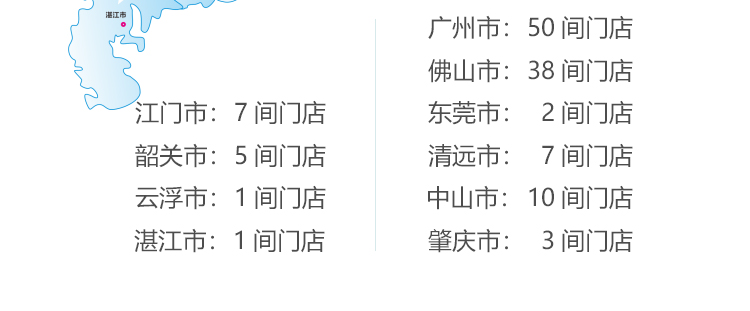 湛江市
江门市：7 间门店
韶关市：5 间门店
云浮市：1 间门店
湛江市：1 间门店
广州市：50 间门店
佛山市：38 间门店
东莞市：2 间门店
清远市：7 间门店
中山市：10 间门店
肇庆市：3 间门店